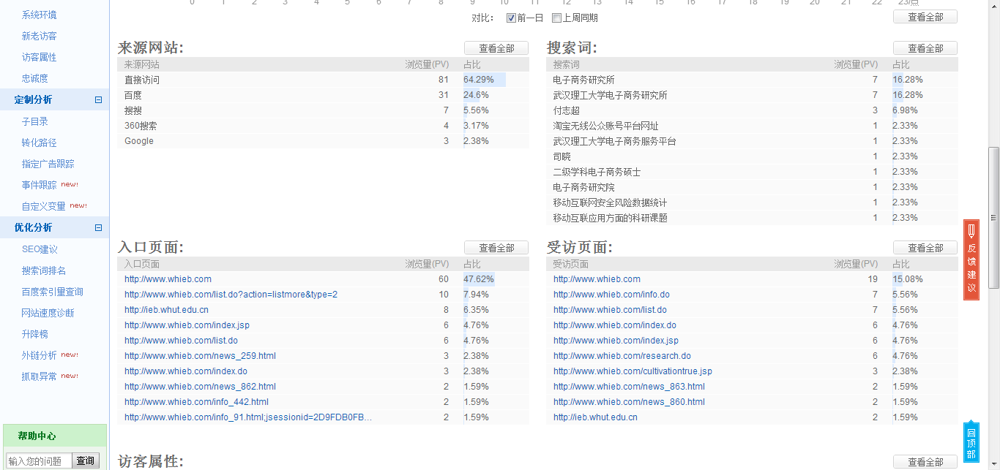 系统环境
新老访客
访客属性
忠诚度
定制分析
子目录
转化路径
指定广告跟踪
事件跟踪 new!
自定义变量 new!
优化分析
SEO建议
搜索词排名
百度索引量查询
网站速度诊断
升降榜
外链分析 new!
抓取异常 new!
帮助中心
输入您的问题 查询
0 1 2 3 4 5 6 7 8 9 10 11 12 13 14 15 16 17 18 19 20 21 22 23/点
对比: 前一日 上周同期 查看全部
来源网站: 查看全部
来源网站 浏览量(PV) 占比
直接访问 81 64.29%
百度 31 24.6%
搜搜 7 5.56%
360搜索 4 3.17%
Google 3 2.38%
搜索词: 查看全部
搜索词 浏览量(PV) 占比
电子商务研究所 7 16.28%
武汉理工大学电子商务研究所 7 16.28%
付志超 3 6.98%
淘宝无线公众账号平台网址 1 2.33%
武汉理工大学电子商务服务平台 1 2.33%
司晓 1 2.33%
二级学科电子商务硕士 1 2.33%
电子商务研究院 1 2.33%
移动互联网安全风险数据统计 1 2.33%
移动互联应用方面的科研课题 1 2.33%
入口页面: 查看全部
入口页面 浏览量(PV) 占比
http://www.whieb.com 60 47.62%
http://www.whieb.com/list.do?action=listmore&type=2 10 7.94%
http://ieb.whut.edu.cn 8 6.35%
http://www.whieb.com/index.jsp 6 4.76%
http://www.whieb.com/list.do 6 4.76%
http://www.whieb.com/news_259.html 3 2.38%
http://www.whieb.com/index.do 3 2.38%
http://www.whieb.com/news_862.html 2 1.59%
http://www.whieb.com/info_442.html 2 1.59%
http://www.whieb.com/info_91.html;jsessionid=2D9FDB0FB... 2 1.59%
受访页面: 查看全部
受访页面 浏览量(PV) 占比
http://www.whieb.com 19 15.08%
http://www.whieb.com/info.do 7 5.56%
http://www.whieb.com/list.do 7 5.56%
http://www.whieb.com/index.do 6 4.76%
http://www.whieb.com/index.jsp 6 4.76%
http://www.whieb.com/research.do 6 4.76%
http://www.whieb.com/cultivationtrue.jsp 3 2.38%
http://www.whieb.com/news_863.html 2 1.59%
http://www.whieb.com/news_860.html 2 1.59%
http://ieb.whut.edu.cn 2 1.59%
访客属性: 查看全部
反馈建议
回顶部